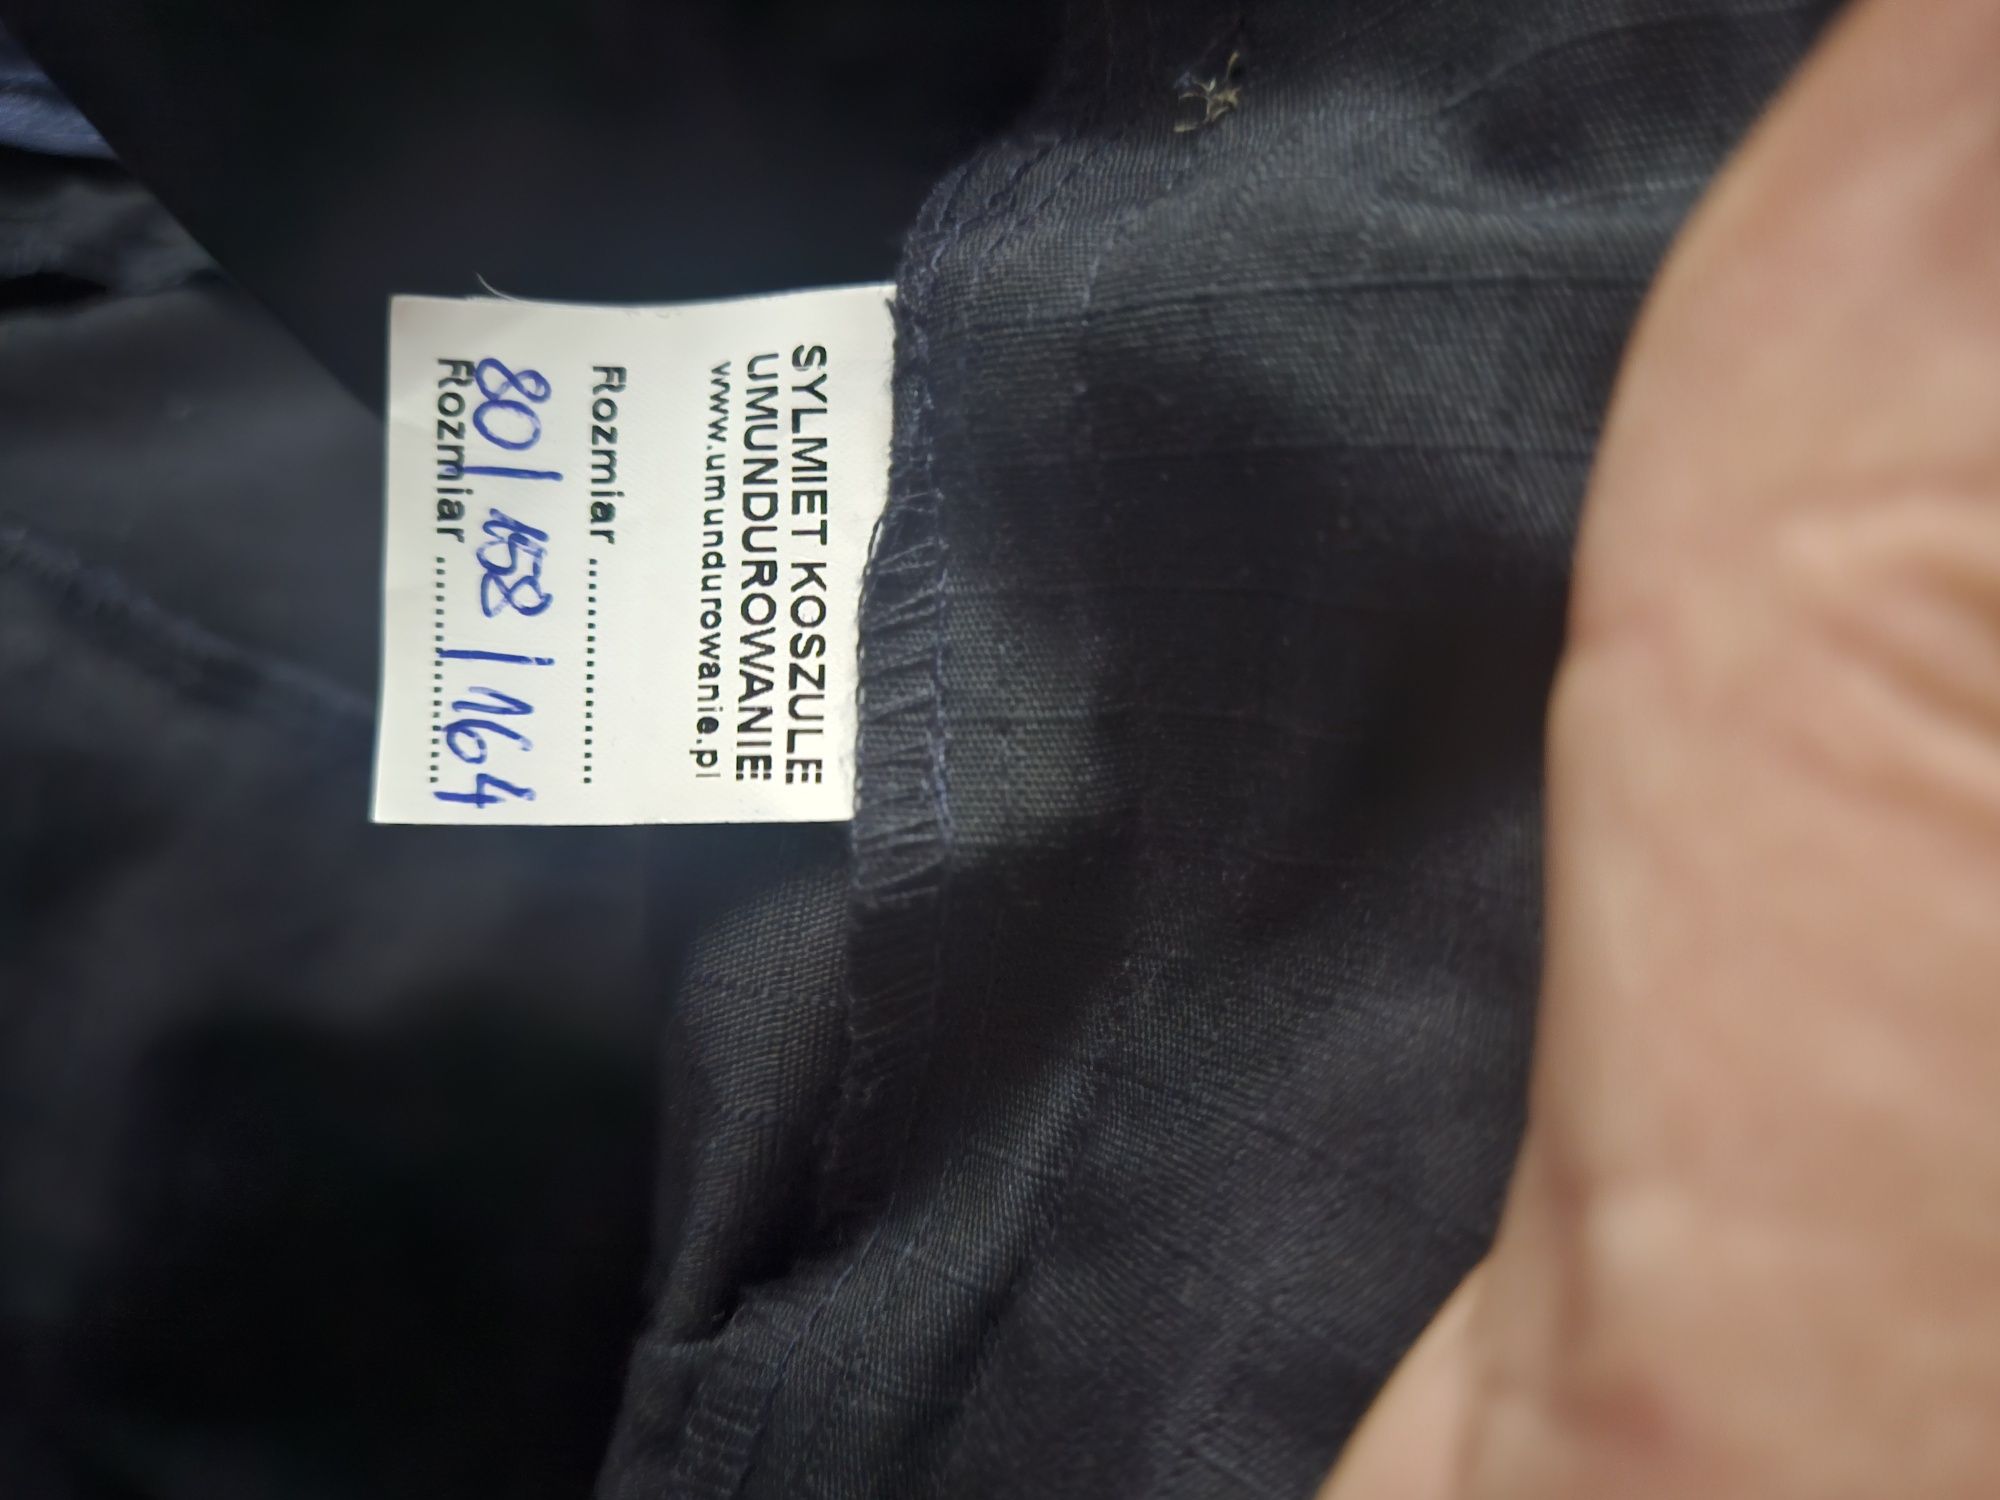 SYLMIET KOSZULE
UMUNDUROWANIE
www.umundurowanie.pl
Rozmiar ....................
80/158/164
Rozmiar ....................